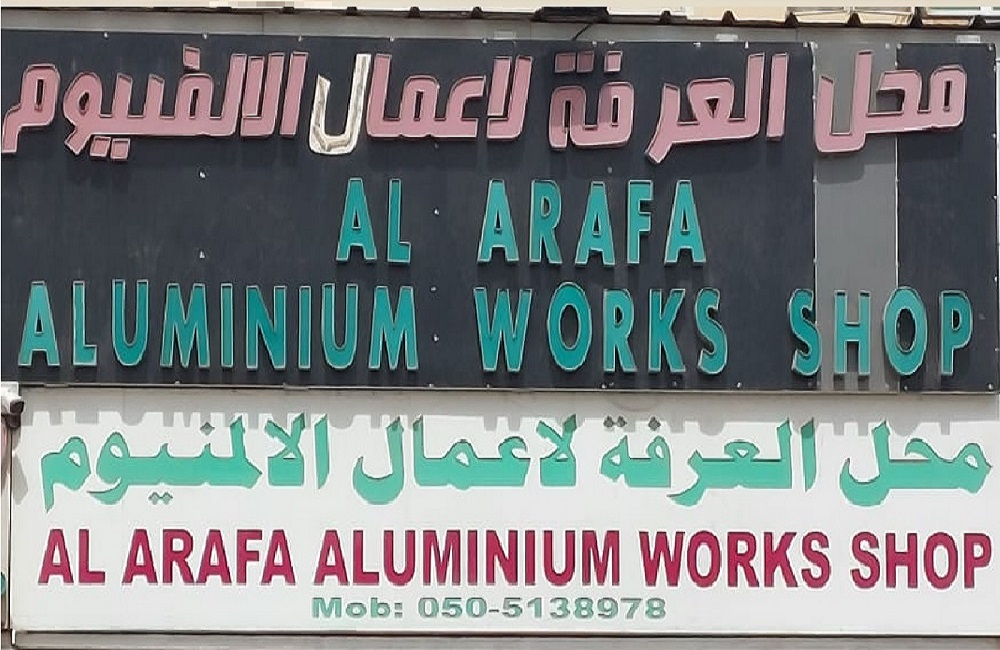 محل العرفة لاعمال الالمنيوم
AL ARAFA
ALUMINIUM WORKS SHOP
محل العرفة لاعمال الالمنيوم
AL ARAFA ALUMINIUM WORKS SHOP
Mob: 050-5138978